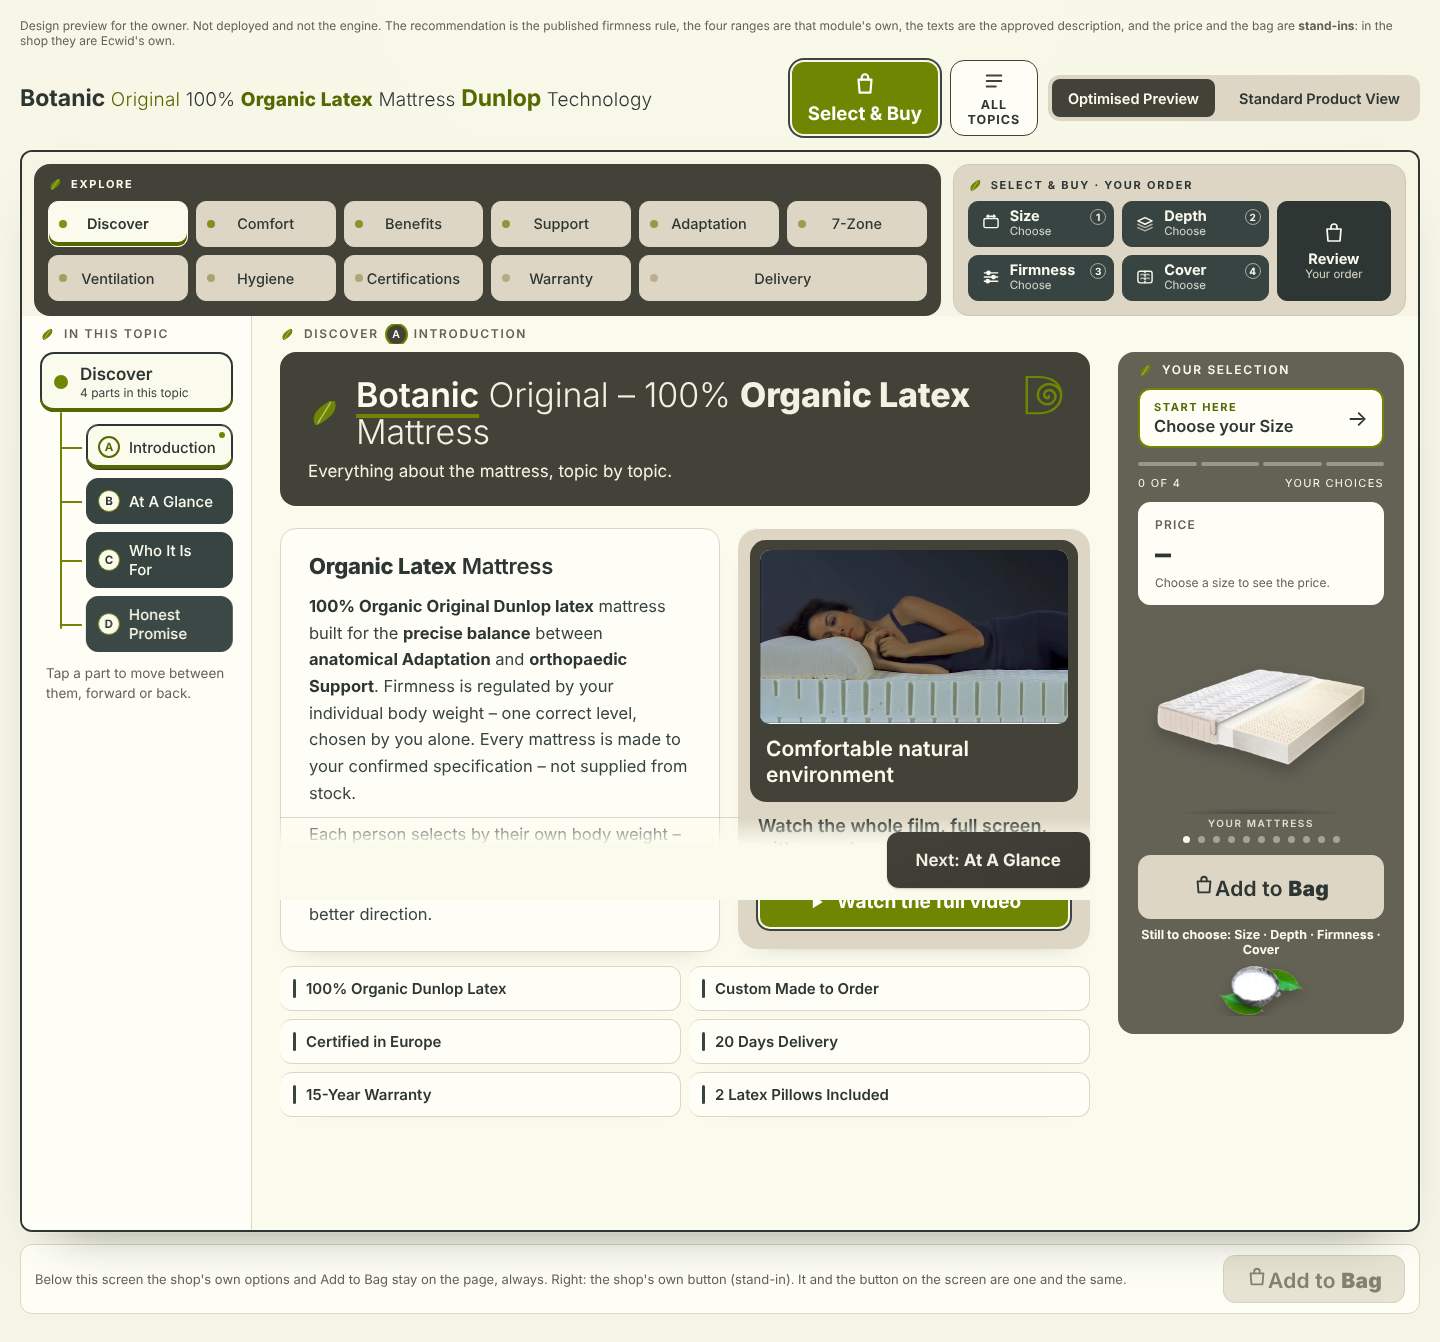 Design preview for the owner. Not deployed and not the engine. The recommendation is the published firmness rule, the four ranges are that module's own, the texts are the approved description, and the price and the bag are stand-ins: in the
shop they are Ecwid's own.
Botanic Original 100% Organic Latex Mattress Dunlop Technology
Select & Buy
ALL
TOPICS
Optimised Preview
Standard Product View
EXPLORE
Discover
Comfort
Benefits
Support
Adaptation
7-Zone
Ventilation
Hygiene
Certifications
Warranty
Delivery
SELECT & BUY · YOUR ORDER
Size
Choose
1
Depth
Choose
2
Firmness
Choose
3
Cover
Choose
4
Review
Your order
IN THIS TOPIC
Discover
4 parts in this topic
A Introduction
B At A Glance
C Who It Is
For
D Honest
Promise
Tap a part to move between
them, forward or back.
DISCOVER A INTRODUCTION
Botanic Original – 100% Organic Latex
Mattress
Everything about the mattress, topic by topic.
Organic Latex Mattress
100% Organic Original Dunlop latex mattress
built for the precise balance between
anatomical Adaptation and orthopaedic
Support. Firmness is regulated by your
individual body weight – one correct level,
chosen by you alone. Every mattress is made to
your confirmed specification – not supplied from
stock.
Each person selects by their own body weight –
better direction.
Comfortable natural
environment
Watch the whole film, full screen,
Next: At A Glance
Watch the full video
100% Organic Dunlop Latex
Custom Made to Order
Certified in Europe
20 Days Delivery
15-Year Warranty
2 Latex Pillows Included
YOUR SELECTION
START HERE
Choose your Size
0 OF 4
YOUR CHOICES
PRICE
–
Choose a size to see the price.
YOUR MATTRESS
Add to Bag
Still to choose: Size · Depth · Firmness ·
Cover
Below this screen the shop's own options and Add to Bag stay on the page, always. Right: the shop's own button (stand-in). It and the button on the screen are one and the same.
Add to Bag